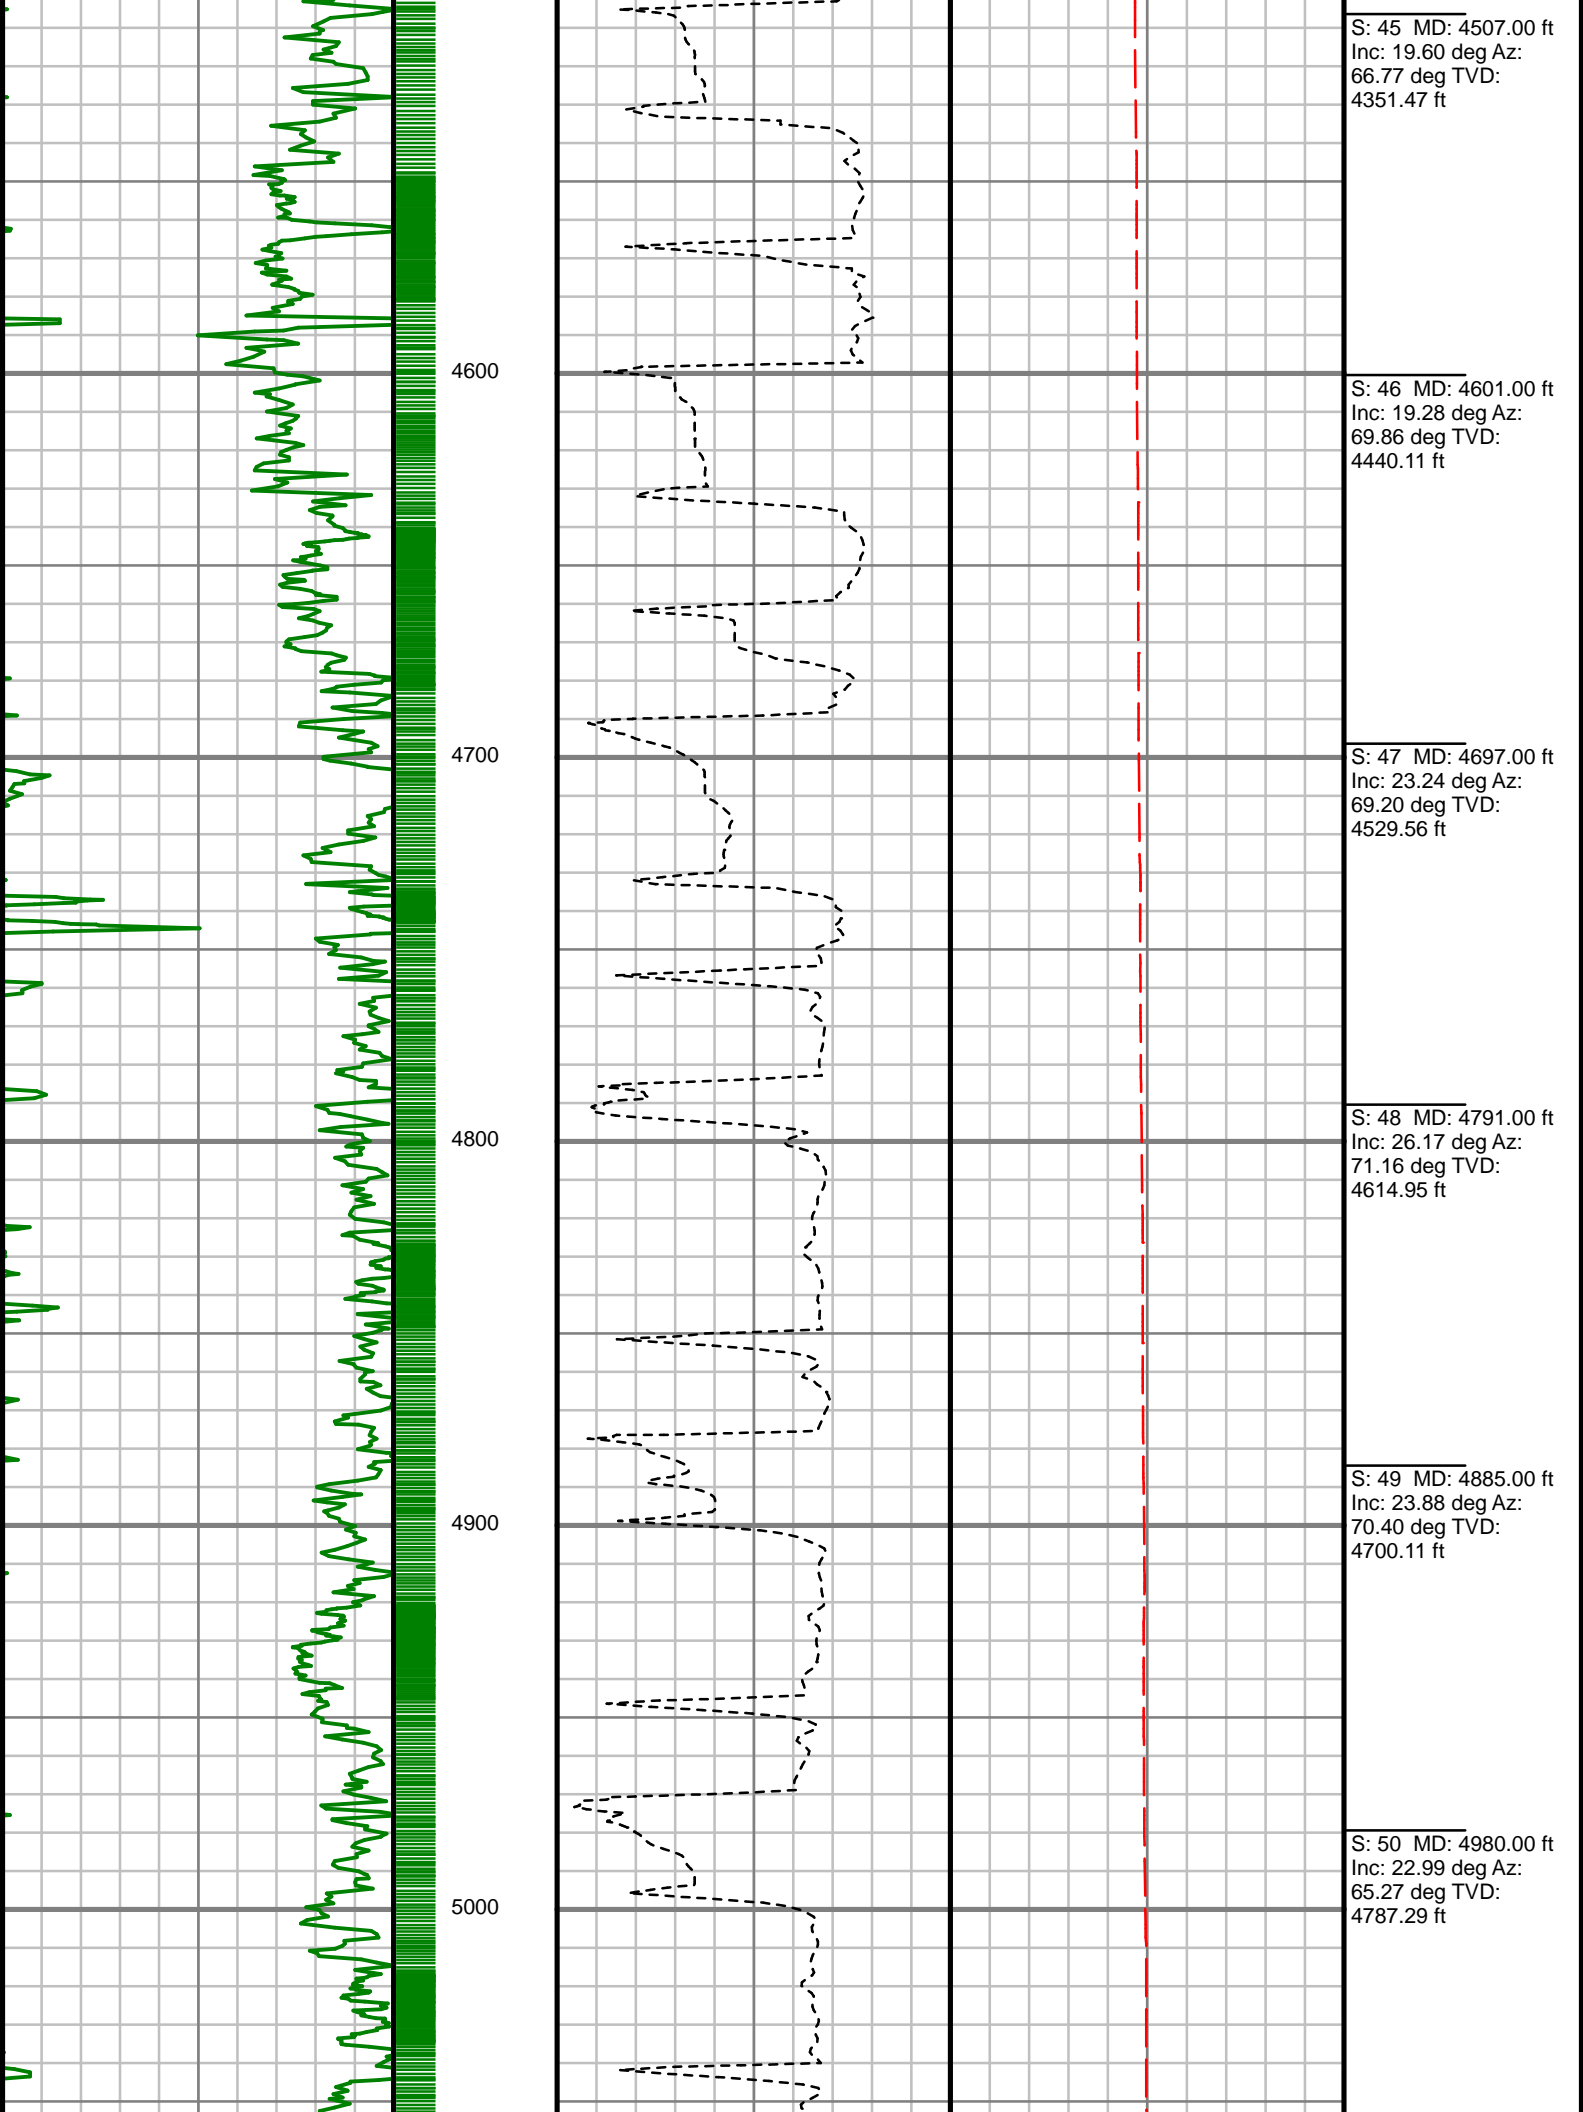 S: 45 MD: 4507.00 ft
Inc: 19.60 deg Az:
66.77 deg TVD:
4351.47 ft
4600
S: 46 MD: 4601.00 ft
Inc: 19.28 deg Az:
69.86 deg TVD:
4440.11 ft
4700
S: 47 MD: 4697.00 ft
Inc: 23.24 deg Az:
69.20 deg TVD:
4529.56 ft
4800
S: 48 MD: 4791.00 ft
Inc: 26.17 deg Az:
71.16 deg TVD:
4614.95 ft
4900
S: 49 MD: 4885.00 ft
Inc: 23.88 deg Az:
70.40 deg TVD:
4700.11 ft
5000
S: 50 MD: 4980.00 ft
Inc: 22.99 deg Az:
65.27 deg TVD:
4787.29 ft